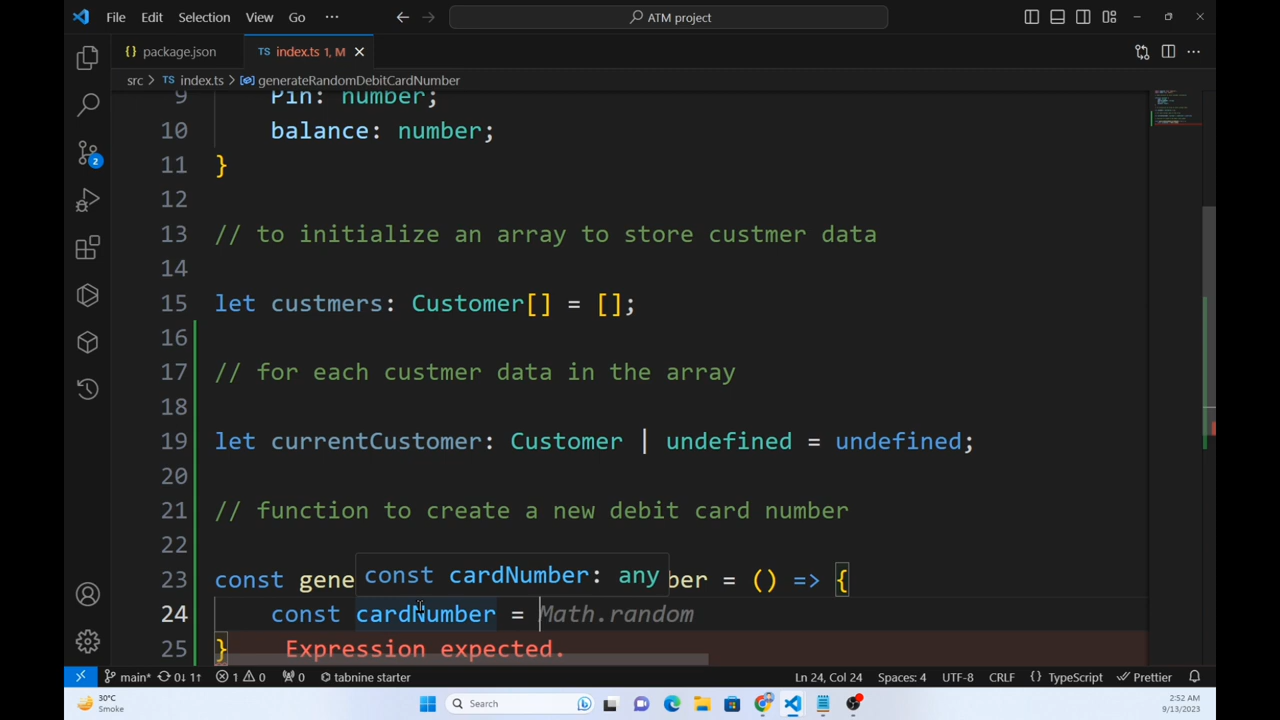 File Edit Selection View Go ··· ATM project
{} package.json TS index.ts 1, M
src > TS index.ts > generateRandomDebitCardNumber
9 Pin: number;
10 balance: number;
11 }
12
13 // to initialize an array to store custmer data
14
15 let custmers: Customer[] = [];
16
17 // for each custmer data in the array
18
19 let currentCustomer: Customer | undefined = undefined;
20
21 // function to create a new debit card number
22
const cardNumber: any
23 const gene ber = () => {
24 const cardNumber = Math.random
25 } Expression expected.
2
main* 0↓ 1↑ 1 0 0 tabnine starter Ln 24, Col 24 Spaces: 4 UTF-8 CRLF {} TypeScript Prettier
30°C
Smoke
Search
2:52 AM
9/13/2023